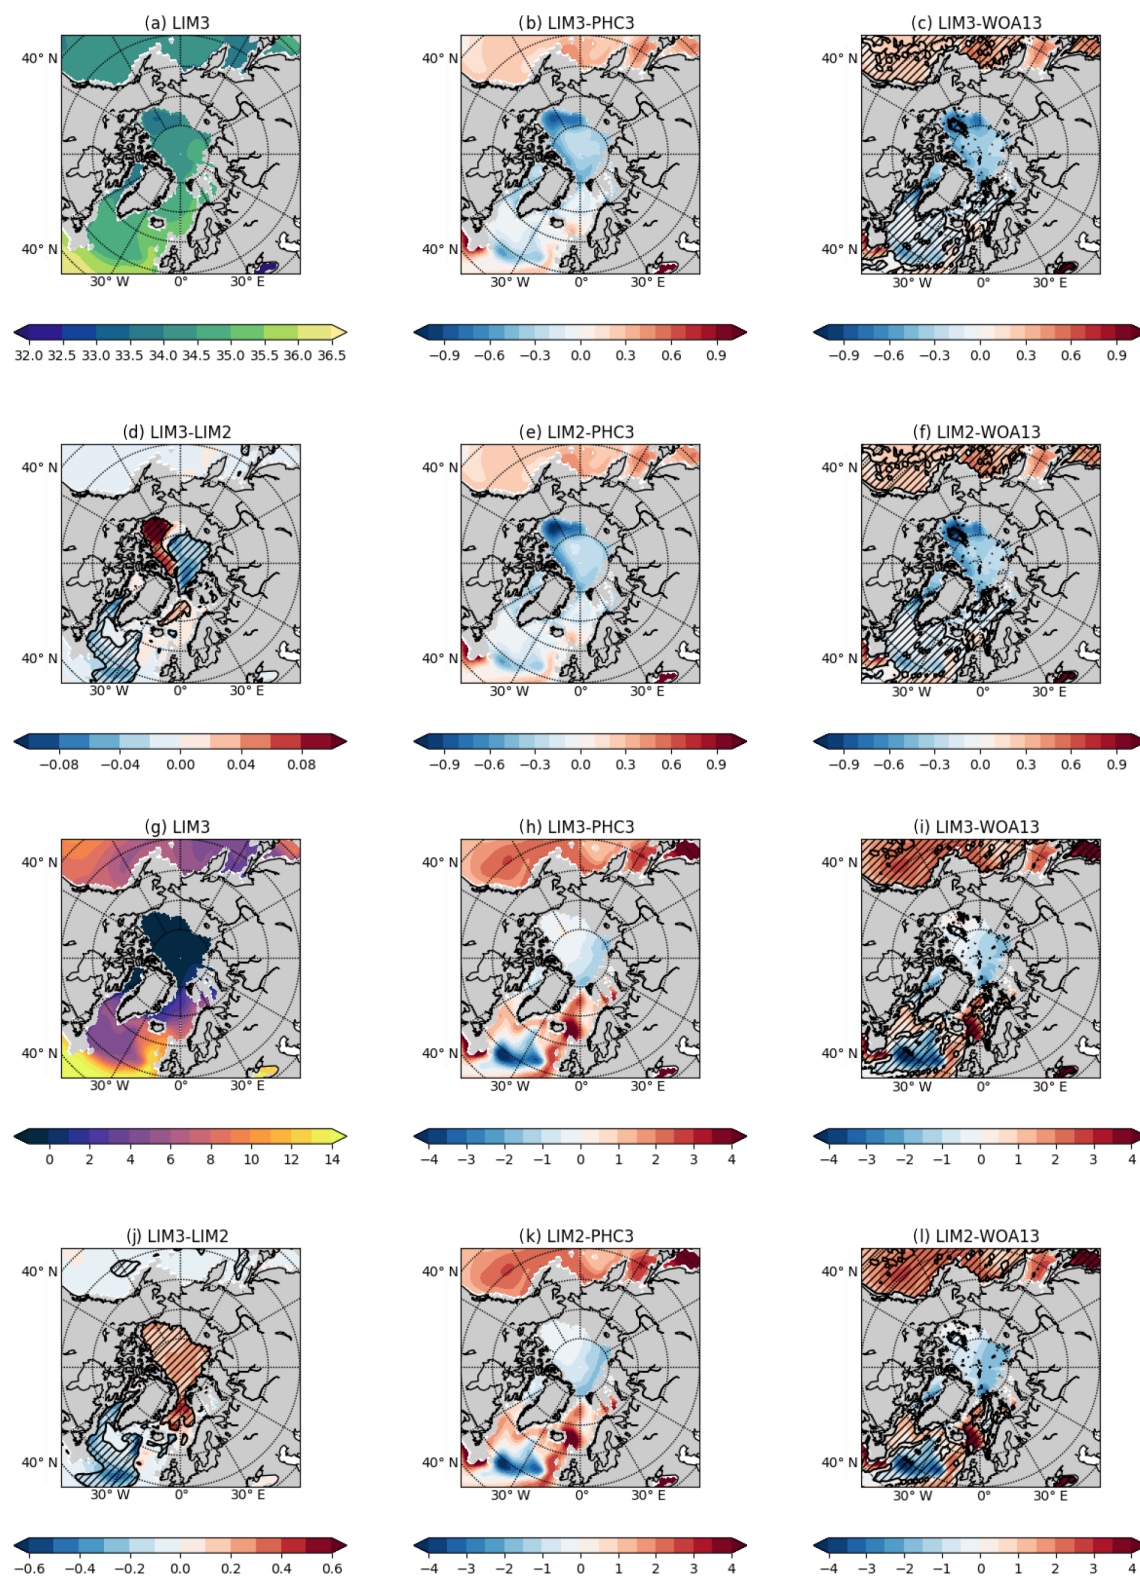 (a) LIM3 (b) LIM3-PHC3 (c) LIM3-WOA13
40° N 40° N 40° N
40° N 40° N 40° N
30° W 0° 30° E 30° W 0° 30° E 30° W 0° 30° E
32.0 32.5 33.0 33.5 34.0 34.5 35.0 35.5 36.0 36.5 −0.9 −0.6 −0.3 0.0 0.3 0.6 0.9 −0.9 −0.6 −0.3 0.0 0.3 0.6 0.9
(d) LIM3-LIM2 (e) LIM2-PHC3 (f) LIM2-WOA13
40° N 40° N 40° N
40° N 40° N 40° N
30° W 0° 30° E 30° W 0° 30° E 30° W 0° 30° E
−0.08 −0.04 0.00 0.04 0.08 −0.9 −0.6 −0.3 0.0 0.3 0.6 0.9 −0.9 −0.6 −0.3 0.0 0.3 0.6 0.9
(g) LIM3 (h) LIM3-PHC3 (i) LIM3-WOA13
40° N 40° N 40° N
40° N 40° N 40° N
30° W 0° 30° E 30° W 0° 30° E 30° W 0° 30° E
0 2 4 6 8 10 12 14 −4 −3 −2 −1 0 1 2 3 4 −4 −3 −2 −1 0 1 2 3 4
(j) LIM3-LIM2 (k) LIM2-PHC3 (l) LIM2-WOA13
40° N 40° N 40° N
40° N 40° N 40° N
30° W 0° 30° E 30° W 0° 30° E 30° W 0° 30° E
−0.6 −0.4 −0.2 0.0 0.2 0.4 0.6 −4 −3 −2 −1 0 1 2 3 4 −4 −3 −2 −1 0 1 2 3 4